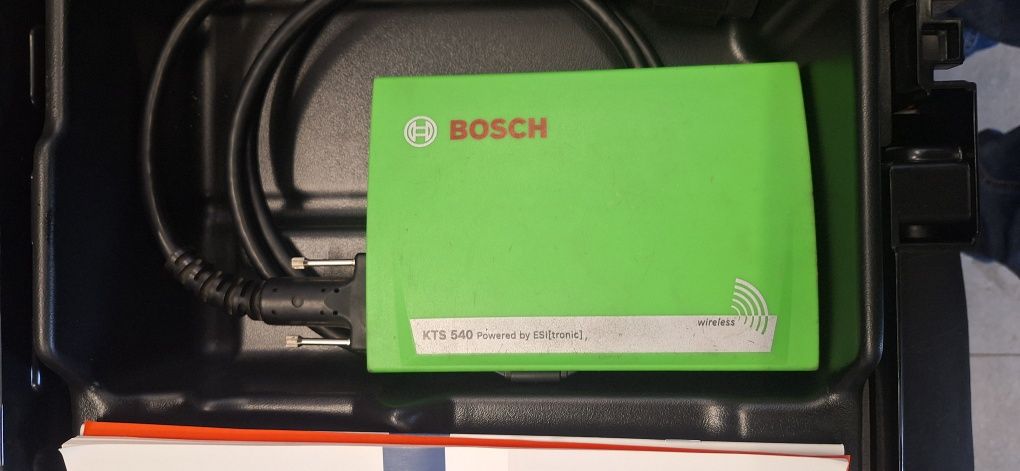 BOSCH
wireless
KTS 540 Powered by ESI[tronic]